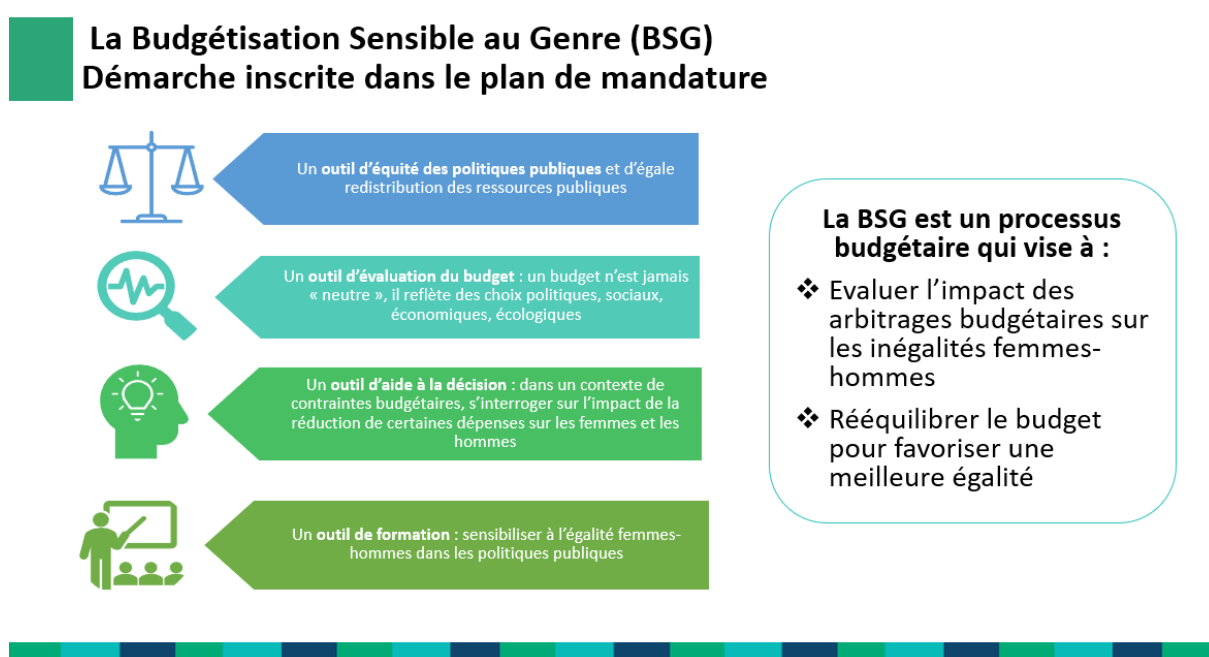 La Budgétisation Sensible au Genre (BSG)
Démarche inscrite dans le plan de mandature
Un outil d’équité des politiques publiques et d’égale
redistribution des ressources publiques
Un outil d’évaluation du budget : un budget n’est jamais
« neutre », il reflète des choix politiques, sociaux,
économiques, écologiques
Un outil d’aide à la décision : dans un contexte de
contraintes budgétaires, s’interroger sur l’impact de la
réduction de certaines dépenses sur les femmes et les
hommes
Un outil de formation : sensibiliser à l’égalité femmes-
hommes dans les politiques publiques
La BSG est un processus
budgétaire qui vise à :
❖ Evaluer l’impact des
arbitrages budgétaires sur
les inégalités femmes-
hommes
❖ Rééquilibrer le budget
pour favoriser une
meilleure égalité